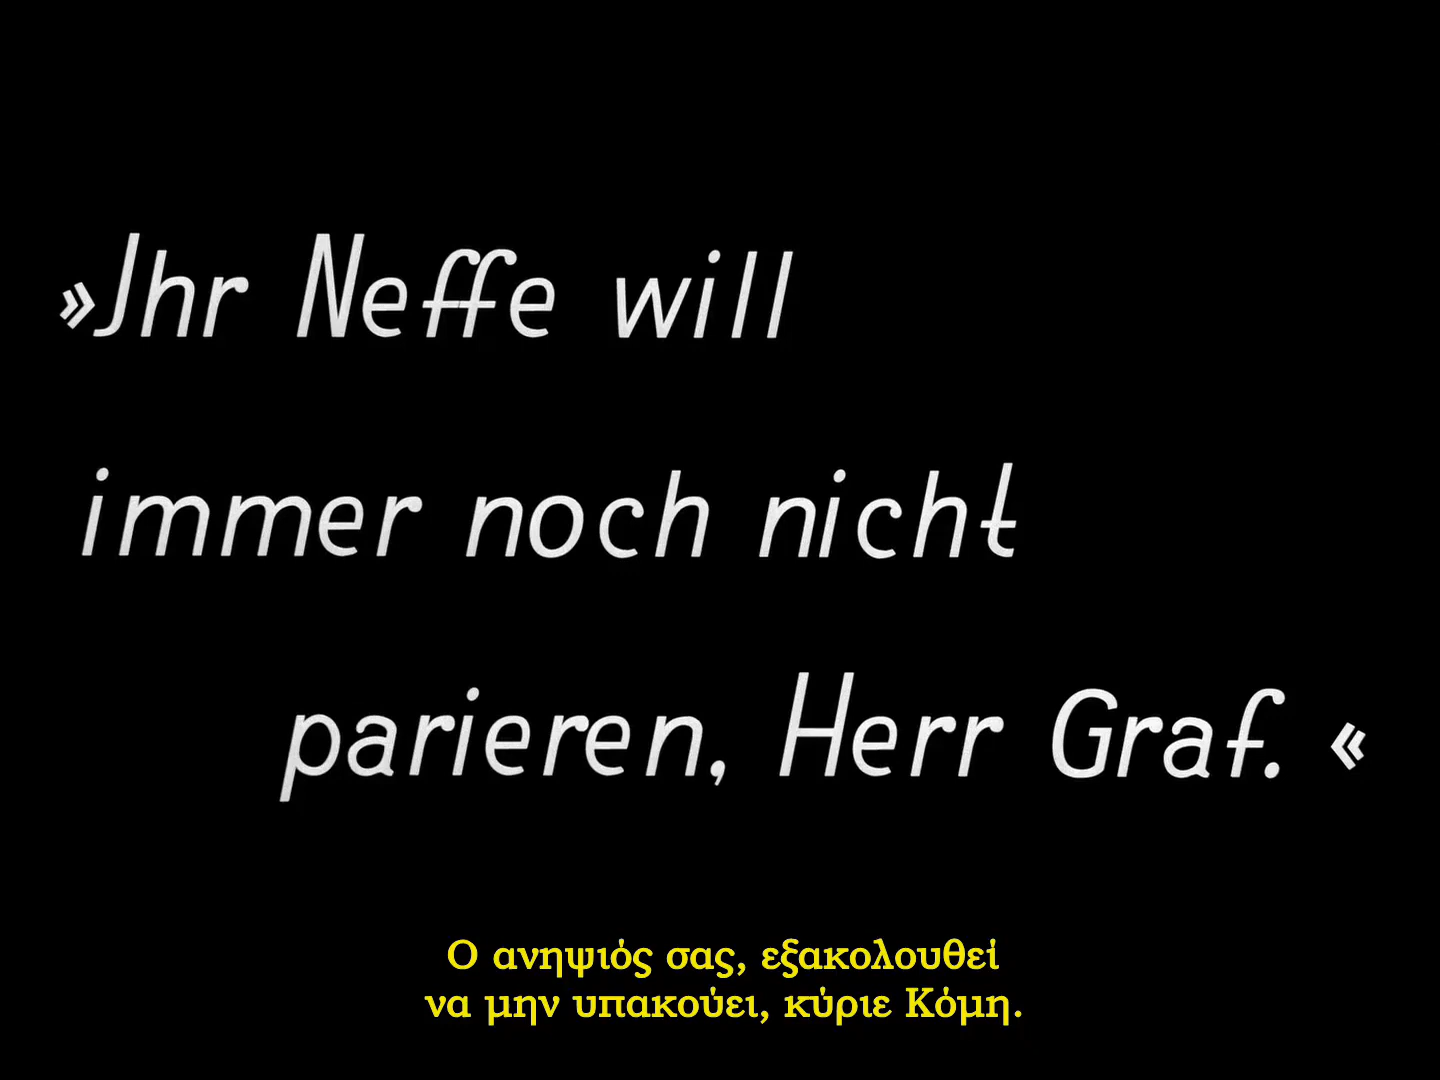 »Jhr Neffe will
immer noch nicht
parieren, Herr Graf. «
Ο ανηψιός σας, εξακολουθεί
να μην υπακούει, κύριε Κόμη.